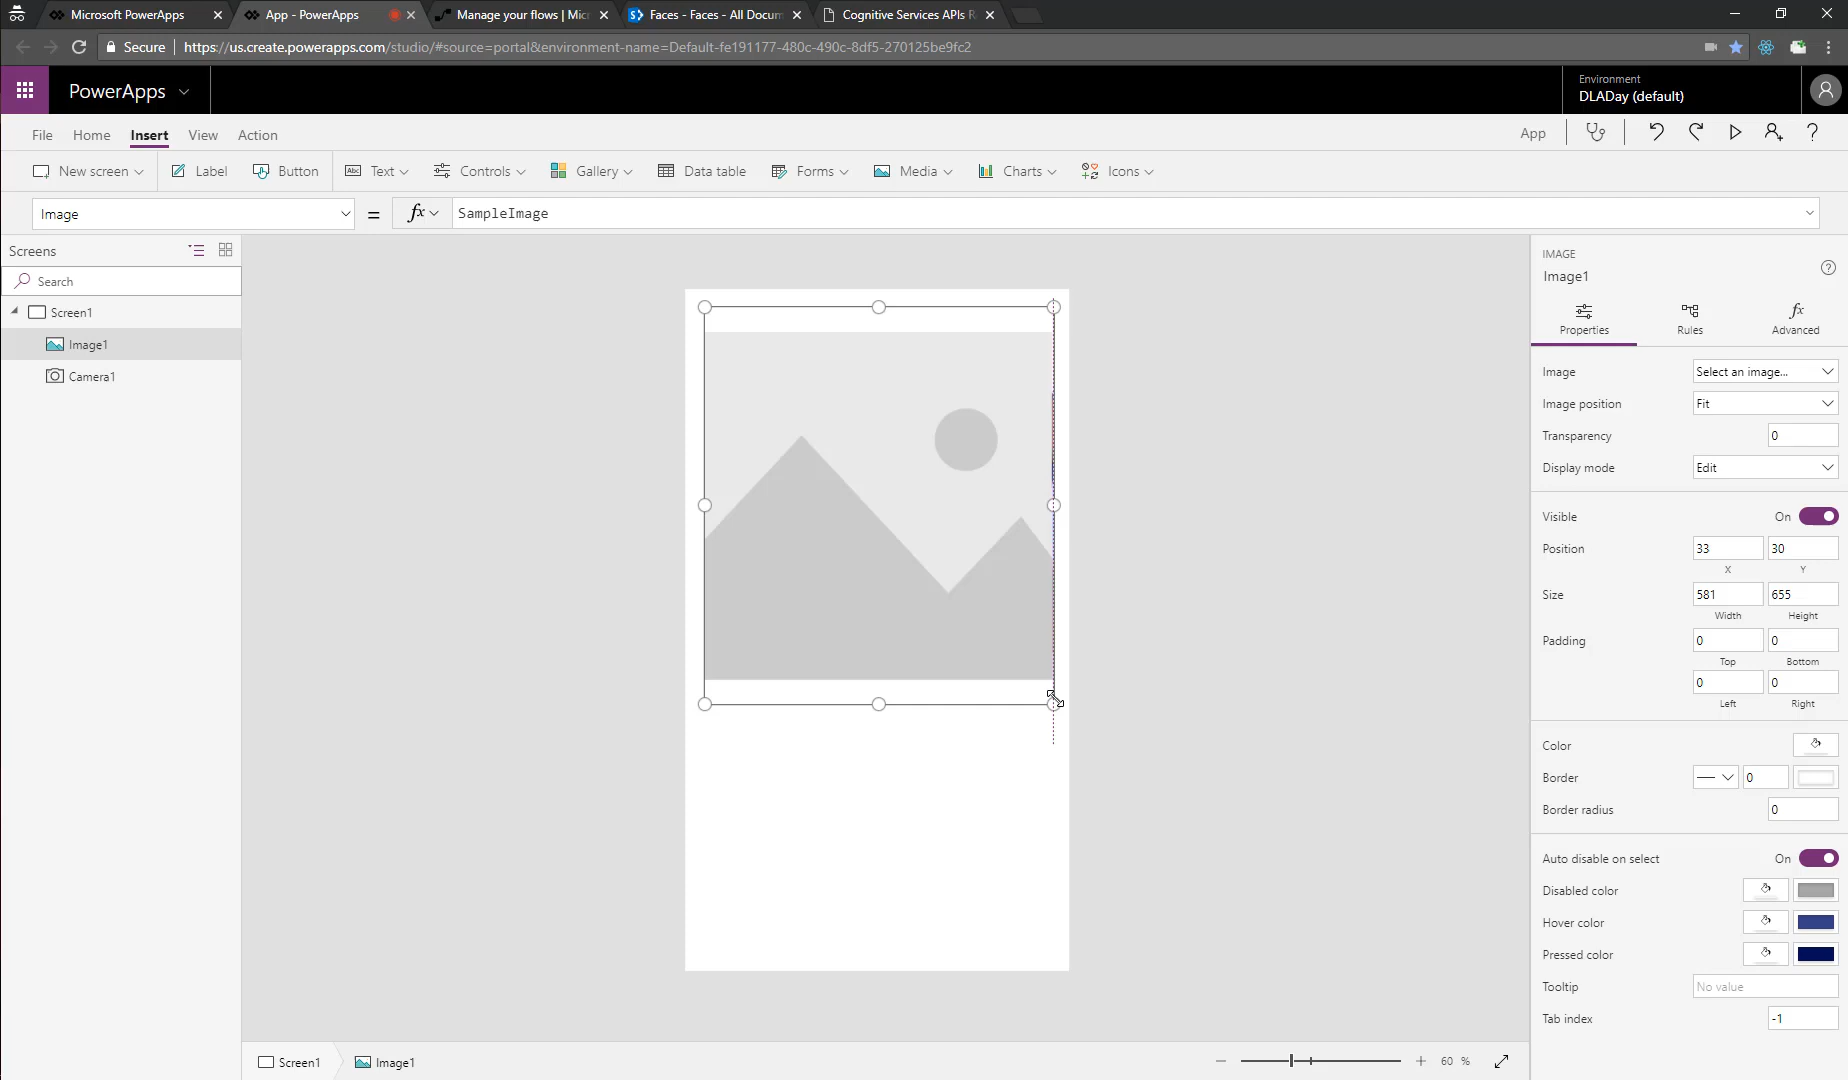 Microsoft PowerApps
App - PowerApps
Manage your flows | Mic
Faces - Faces - All Docum
Cognitive Services APIs R
Secure
https://us.create.powerapps.com/studio/#source=portal&environment-name=Default-fe191177-480c-490c-8df5-270125be9fc2
PowerApps
Environment
DLADay (default)
File
Home
Insert
View
Action
App
New screen
Label
Button
Abc
Text
Controls
Gallery
Data table
Forms
Media
Charts
Icons
Image
=
fx
SampleImage
Screens
Search
Screen1
Image1
Camera1
IMAGE
Image1
Properties
Rules
fx
Advanced
Image
Select an image...
Image position
Fit
Transparency
0
Display mode
Edit
Visible
On
Position
33
30
X
Y
Size
581
655
Width
Height
Padding
0
0
Top
Bottom
0
0
Left
Right
Color
Border
0
Border radius
0
Auto disable on select
On
Disabled color
Hover color
Pressed color
Tooltip
No value
Tab index
-1
Screen1
Image1
60 %